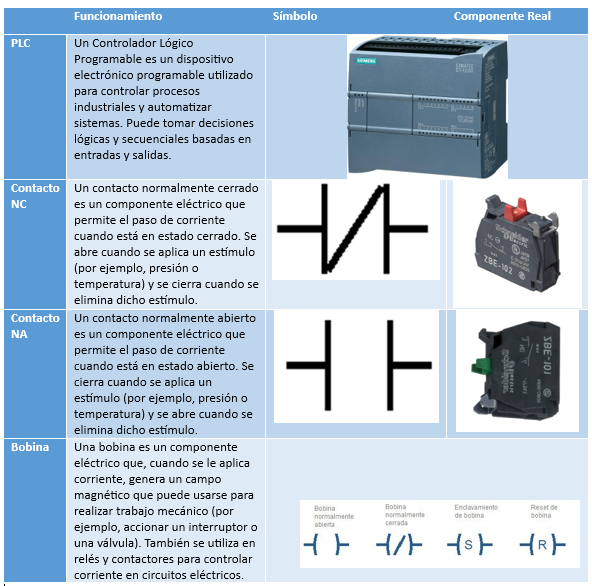 Funcionamiento
Símbolo
Componente Real
PLC
Un Controlador Lógico
Programable es un dispositivo
electrónico programable utilizado
para controlar procesos
industriales y automatizar
sistemas. Puede tomar decisiones
lógicas y secuenciales basadas en
entradas y salidas.
SIEMENS
SIMATIC
S7-1200
Contacto
NC
Un contacto normalmente cerrado
es un componente eléctrico que
permite el paso de corriente
cuando está en estado cerrado. Se
abre cuando se aplica un estímulo
(por ejemplo, presión o
temperatura) y se cierra cuando se
elimina dicho estímulo.
Schneider
NC
ZBE-102
Contacto
NA
Un contacto normalmente abierto
es un componente eléctrico que
permite el paso de corriente
cuando está en estado abierto. Se
cierra cuando se aplica un
estímulo (por ejemplo, presión o
temperatura) y se abre cuando se
elimina dicho estímulo.
ZBE-101
Bobina
Una bobina es un componente
eléctrico que, cuando se le aplica
corriente, genera un campo
magnético que puede usarse para
realizar trabajo mecánico (por
ejemplo, accionar un interruptor o
una válvula). También se utiliza en
relés y contactores para controlar
corriente en circuitos eléctricos.
Bobina
normalmente
abierta
Bobina
normalmente
cerrada
Enclavamiento
de bobina
Reset de
bobina
S
R